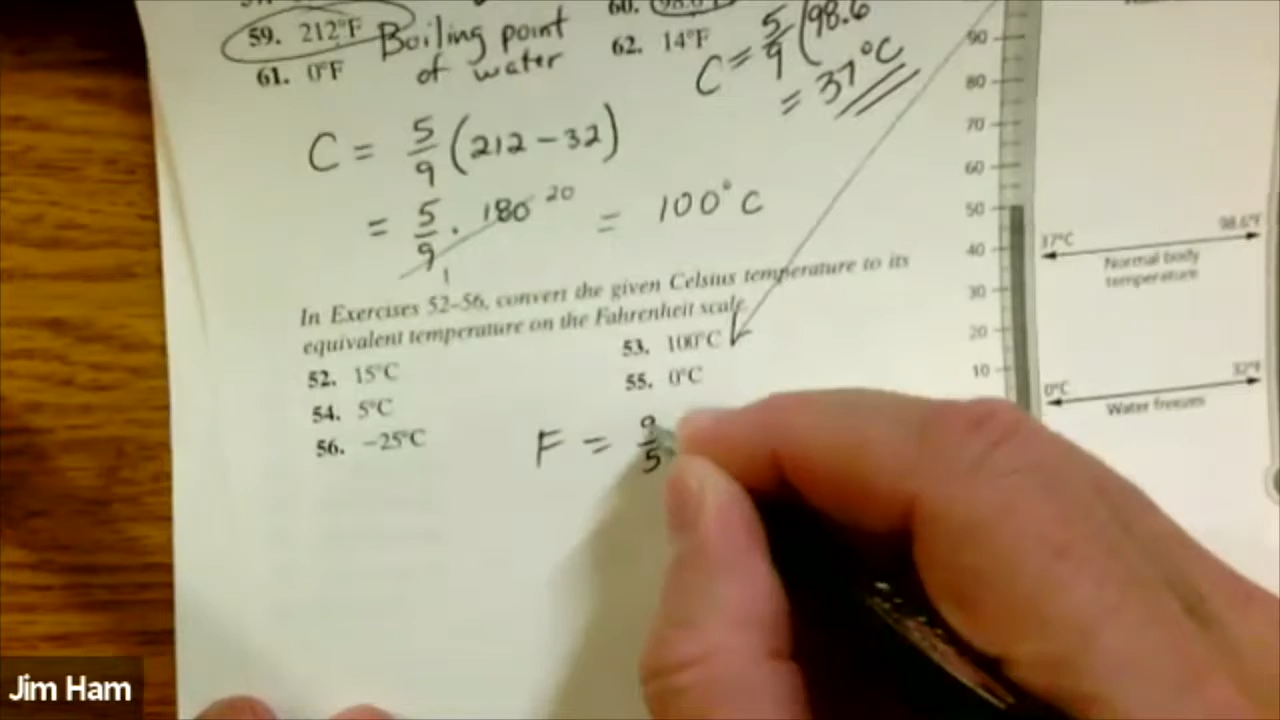 59. 212°F Boiling point
of water
60. 98.6°F
61. 0°F
62. 14°F
C = 5/9 (98.6
= 37°C
C = 5/9 (212 – 32)
= 5/9 · 180 20 = 100°C
1
In Exercises 52–56, convert the given Celsius temperature to its
equivalent temperature on the Fahrenheit scale.
52. 15°C
53. 100°C
54. 5°C
55. 0°C
56. –25°C
F = 9/5
90
80
70
60
50
40
30
20
10
37°C 98.6°F
Normal body
temperature
0°C 32°F
Water freezes
Jim Ham